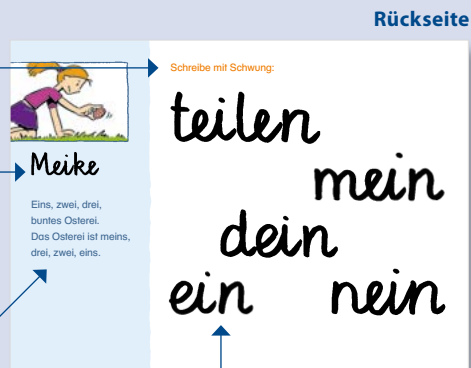 Rückseite
Schreibe mit Schwung:
teilen
mein
dein
ein nein
Meike
Eins, zwei, drei,
buntes Osterei.
Das Osterei ist meins,
drei, zwei, eins.